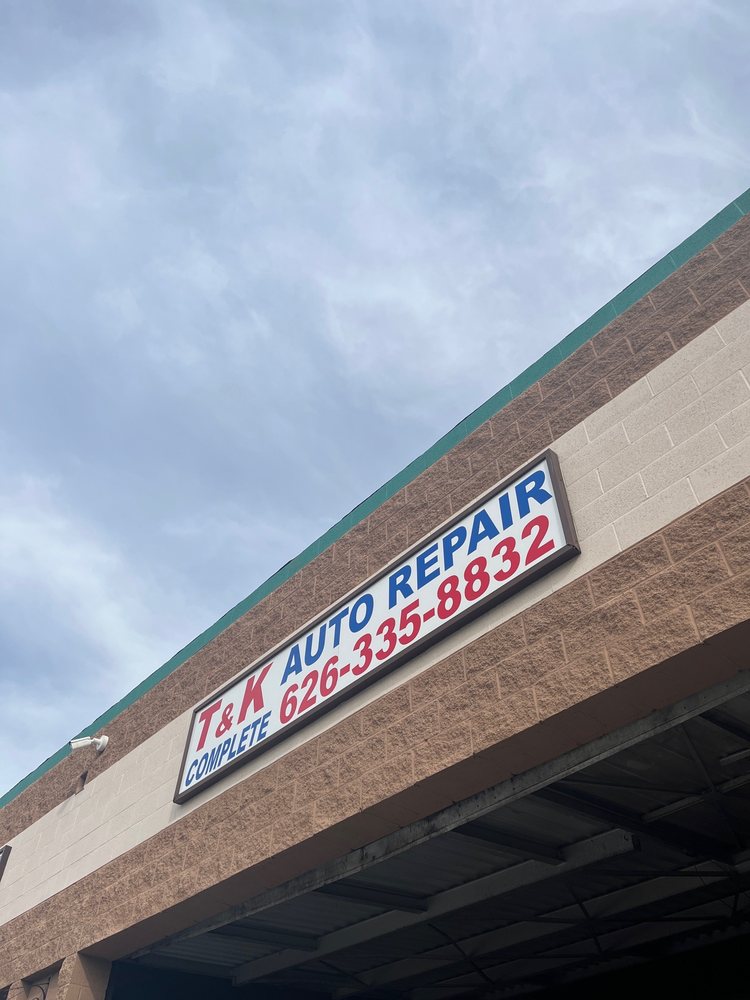 T&K AUTO REPAIR
COMPLETE 626-335-8832